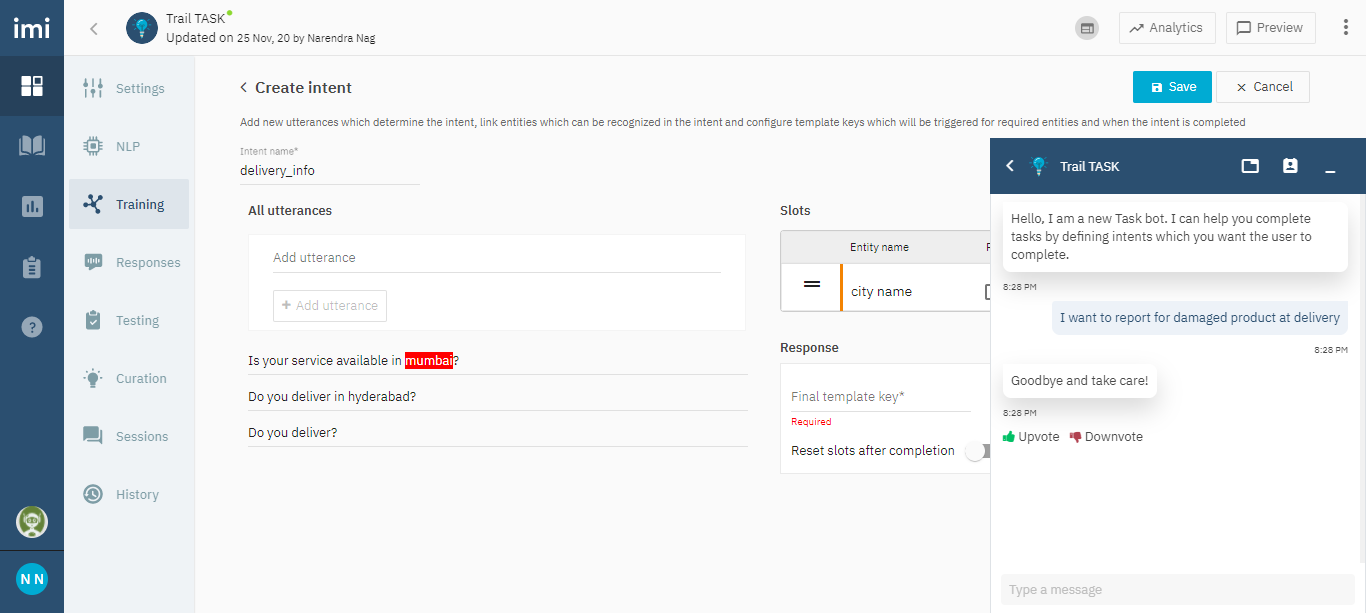 imi
Trail TASK
Updated on 25 Nov, 20 by Narendra Nag
Analytics
Preview
Settings
NLP
Training
Responses
Testing
Curation
Sessions
History
N N
Create intent
Save
Cancel
Add new utterances which determine the intent, link entities which can be recognized in the intent and configure template keys which will be triggered for required entities and when the intent is completed
Intent name*
delivery_info
All utterances
Add utterance
+ Add utterance
Is your service available in mumbai?
Do you deliver in hyderabad?
Do you deliver?
Slots
Entity name
city name
Response
Final template key*
Required
Reset slots after completion
Trail TASK
Hello, I am a new Task bot. I can help you complete
tasks by defining intents which you want the user to
complete.
8:28 PM
I want to report for damaged product at delivery
8:28 PM
Goodbye and take care!
8:28 PM
Upvote
Downvote
Type a message